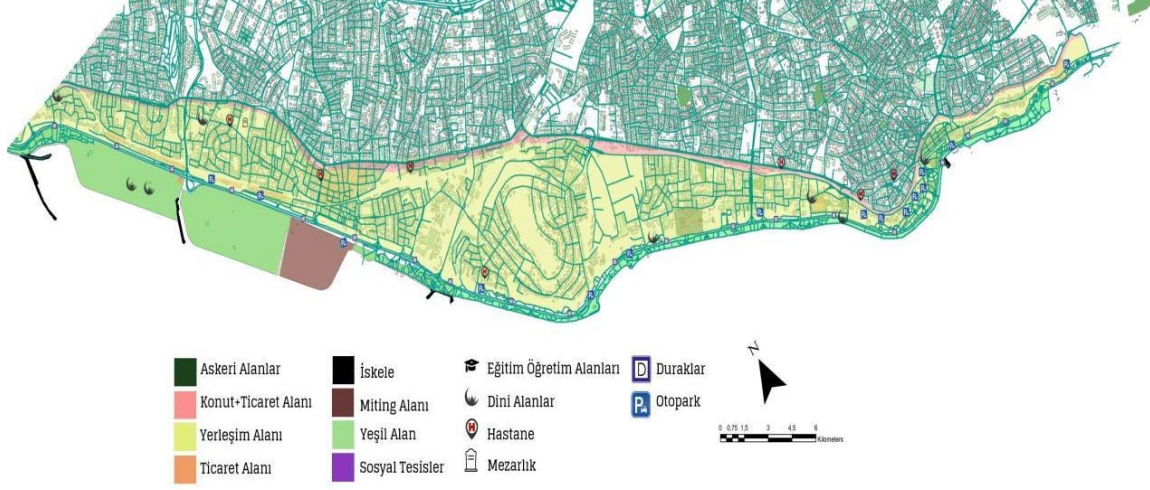 Askeri Alanlar
Konut+Ticaret Alanı
Yerleşim Alanı
Ticaret Alanı
İskele
Miting Alanı
Yeşil Alan
Sosyal Tesisler
Eğitim Öğretim Alanları
Dini Alanlar
H Hastane
Mezarlık
D Duraklar
P Otopark
N
0 0,75 1,5 3 4,5 6
Kilometers